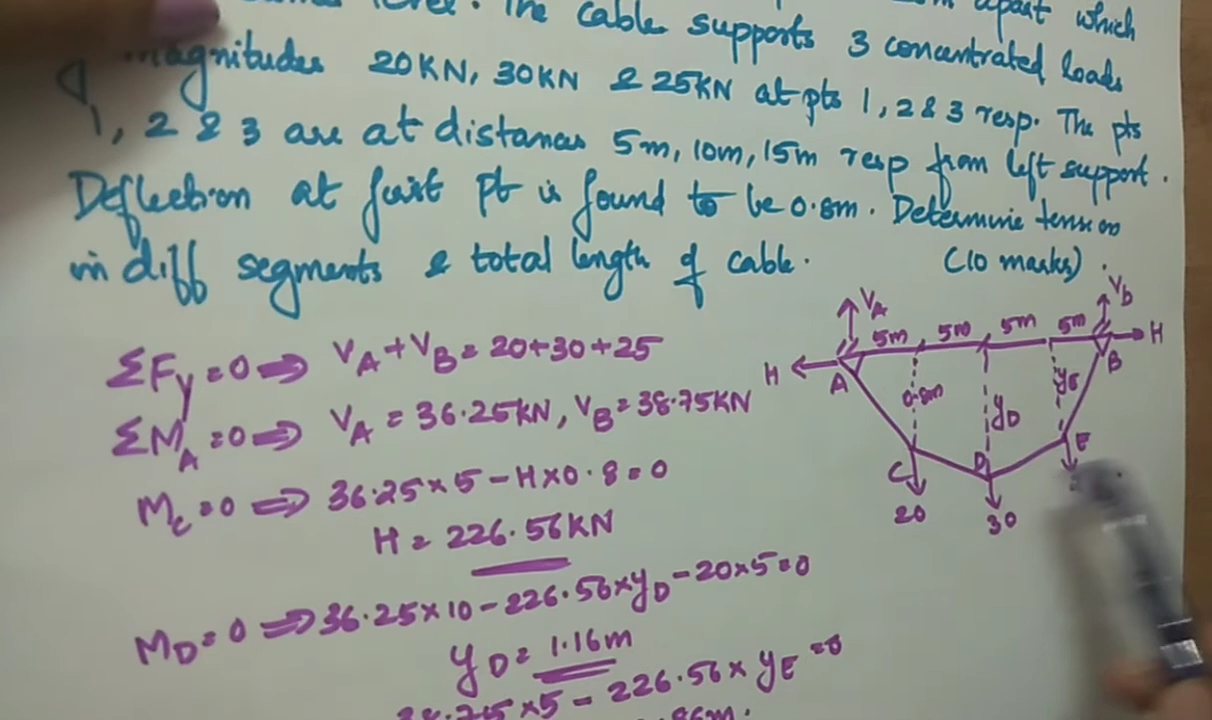 The cable supports 3 concentrated loads
magnitudes 20KN, 30KN & 25KN at pts 1, 2 & 3 resp. The pts
1, 2 & 3 are at distances 5m, 10m, 15m resp from left support.
Deflection at first pt is found to be 0.8m. Determine tension
in diff segments & total length of cable. (10 marks).
ΣFy=0 ⇒ VA+VB=20+30+25
ΣMA=0 ⇒ VA = 36.25KN, VB=38.75KN
Mc=0 ⇒ 36.25×5-H×0.8=0
H = 226.56KN
MD=0 ⇒ 36.25×10-226.56×yD-20×5=0
yD= 1.16m
38.75×5-226.56×yE=0
VA
Vb
5m 5m 5m 5m
H
H
A
B
0.8m
yD
yE
C
D
E
20
30